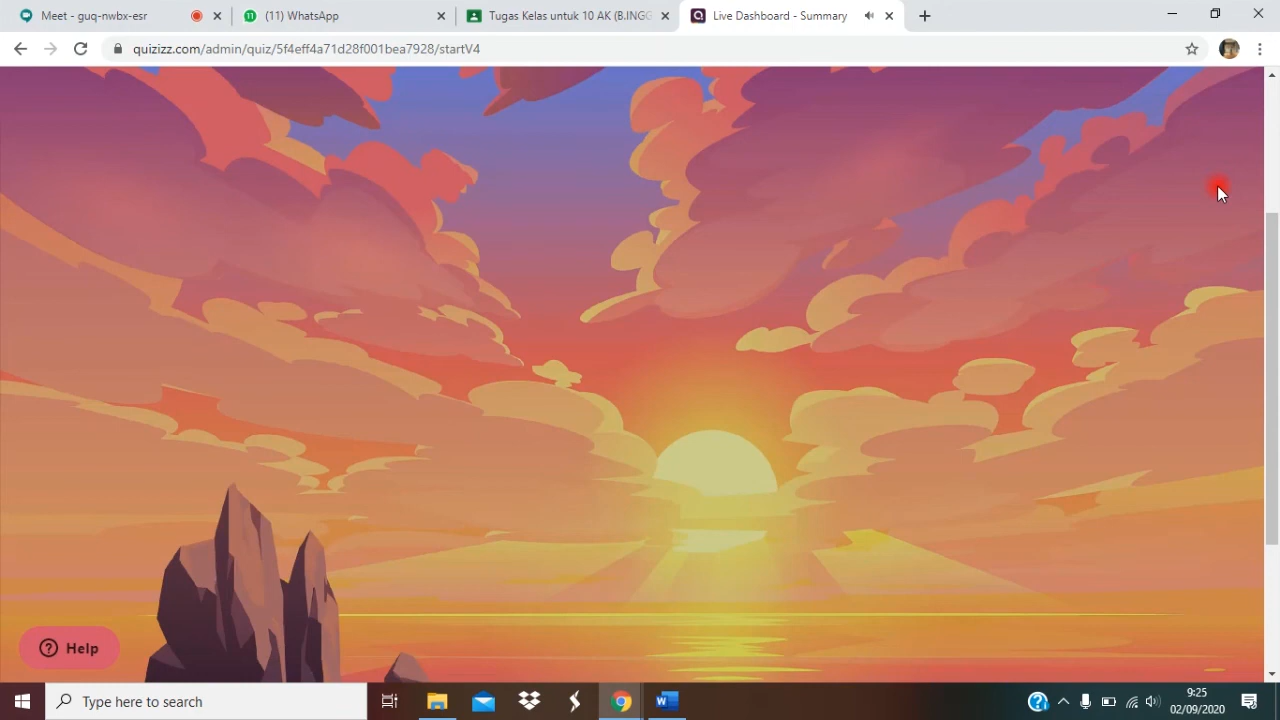 Meet - guq-nwbx-esr
(11) WhatsApp
Tugas Kelas untuk 10 AK (B.INGG
Live Dashboard - Summary
quizizz.com/admin/quiz/5f4eff4a71d28f001bea7928/startV4
Help
Type here to search
9:25
02/09/2020